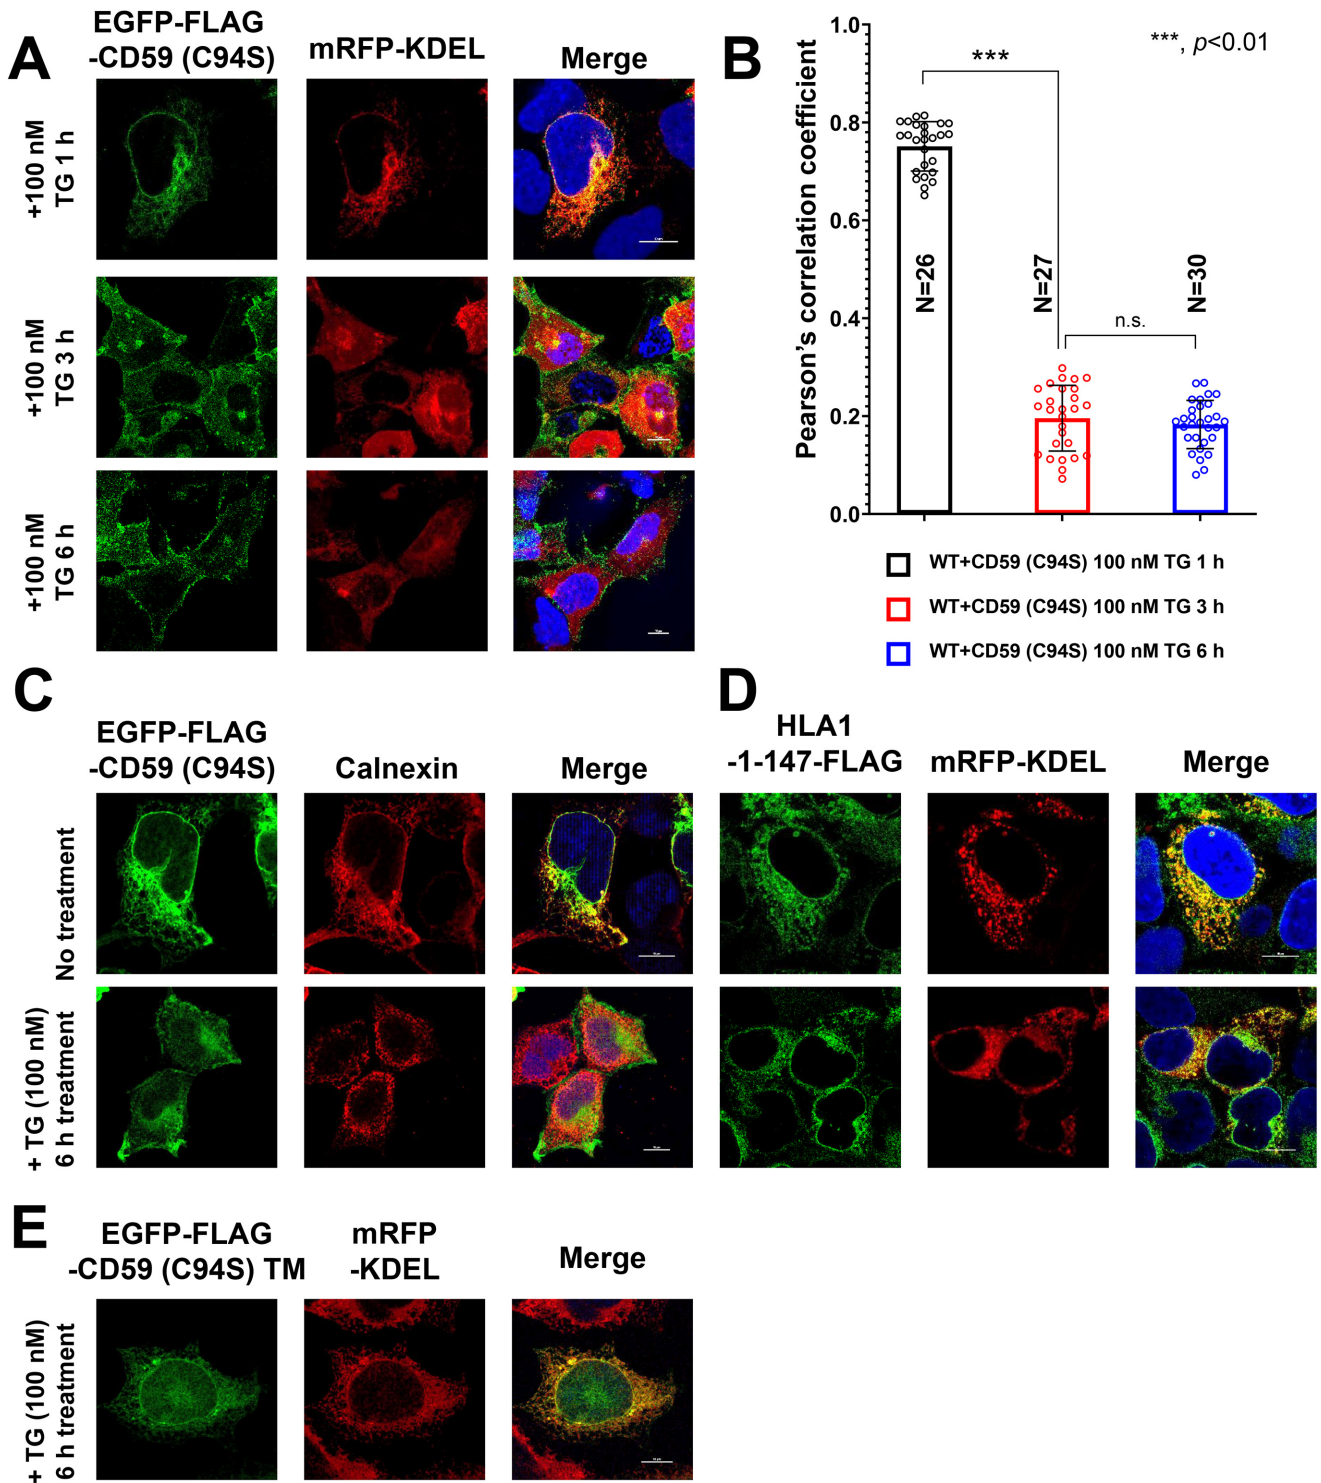 A
EGFP-FLAG
-CD59 (C94S)
mRFP-KDEL
Merge
+100 nM
TG 1 h
+100 nM
TG 3 h
+100 nM
TG 6 h
B
***, p<0.01
***
n.s.
Pearson's correlation coefficient
1.0
0.8
0.6
0.4
0.2
0.0
N=26
N=27
N=30
WT+CD59 (C94S) 100 nM TG 1 h
WT+CD59 (C94S) 100 nM TG 3 h
WT+CD59 (C94S) 100 nM TG 6 h
C
EGFP-FLAG
-CD59 (C94S)
Calnexin
Merge
No treatment
+ TG (100 nM)
6 h treatment
D
HLA1
-1-147-FLAG
mRFP-KDEL
Merge
E
EGFP-FLAG
-CD59 (C94S) TM
mRFP
-KDEL
Merge
+ TG (100 nM)
6 h treatment